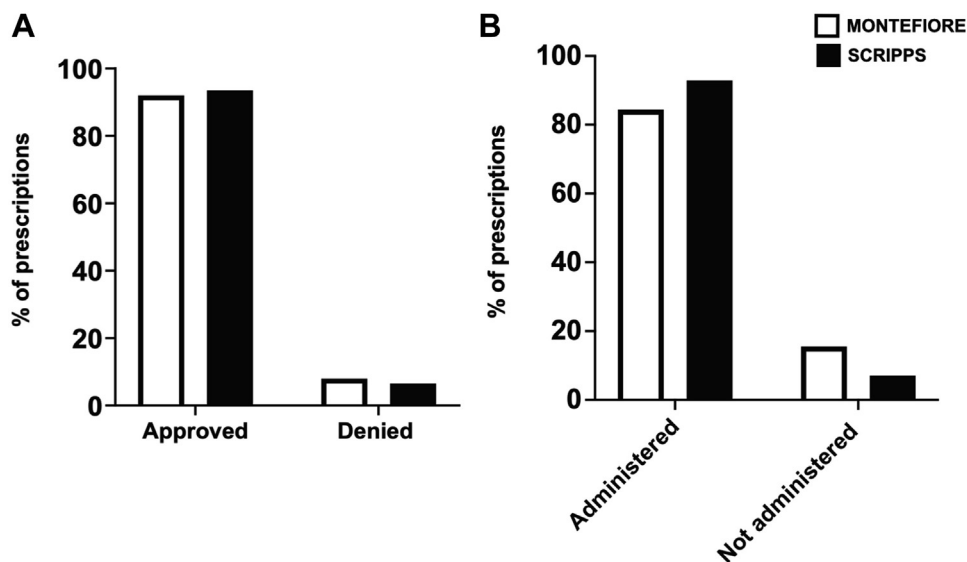 A
% of prescriptions
100
80
60
40
20
0
Approved
Denied
B
MONTEFIORE
SCRIPPS
% of prescriptions
100
80
60
40
20
0
Administered
Not administered